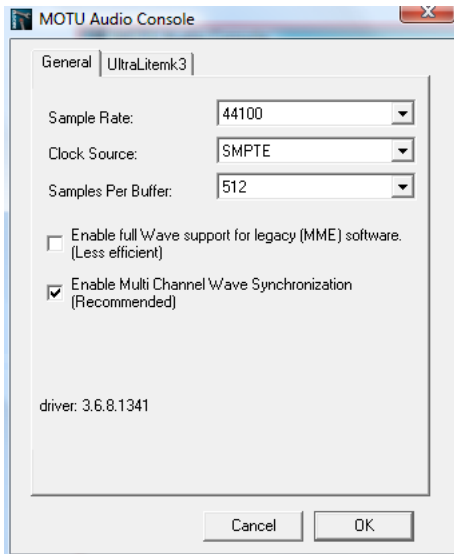 MOTU Audio Console
General
UltraLitemk3
Sample Rate:
44100
Clock Source:
SMPTE
Samples Per Buffer:
512
Enable full Wave support for legacy (MME) software.
(Less efficient)
Enable Multi Channel Wave Synchronization
(Recommended)
driver: 3.6.8.1341
Cancel
OK